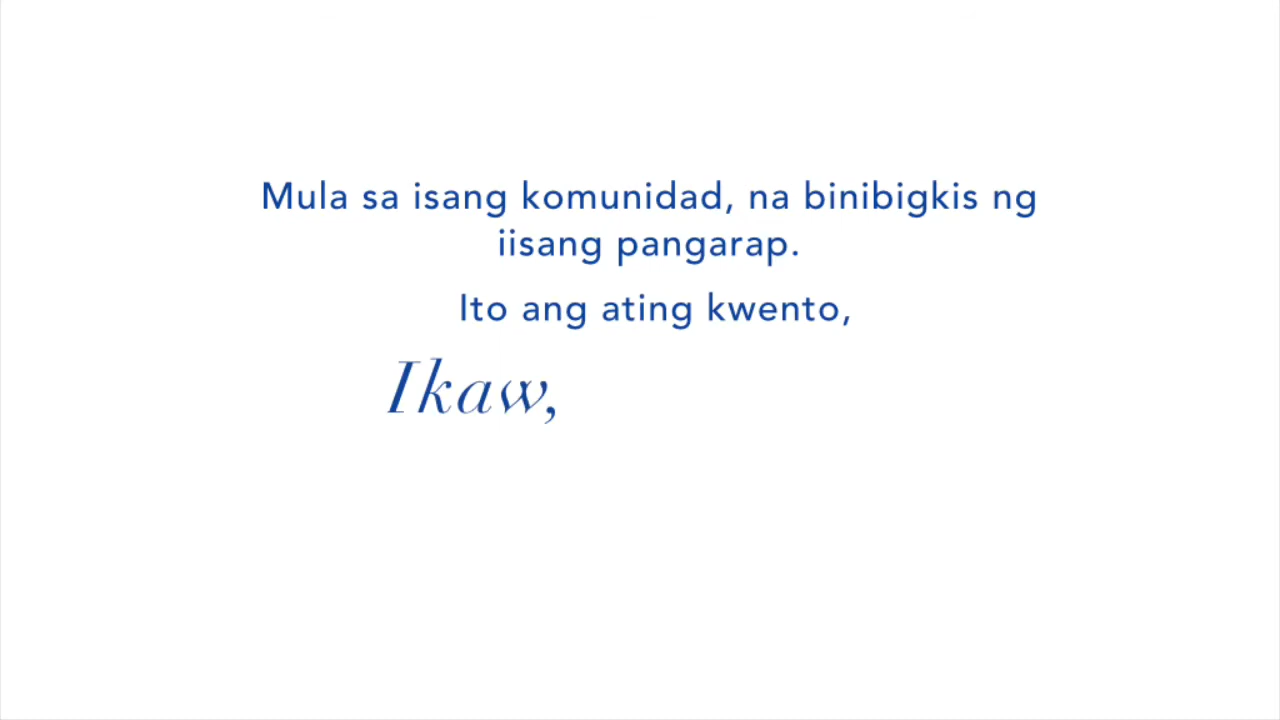 Mula sa isang komunidad, na binibigkis ng
iisang pangarap.
Ito ang ating kwento,
Ikaw,